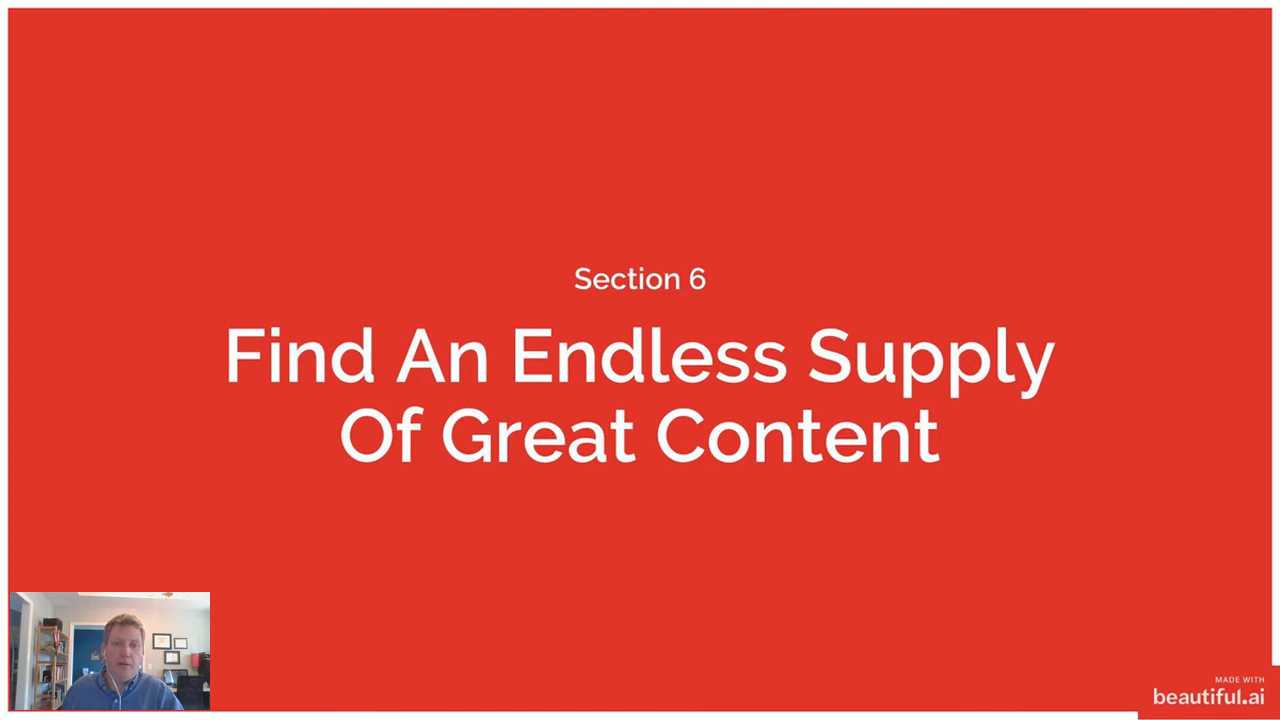 Section 6
Find An Endless Supply
Of Great Content
MADE WITH
beautiful.ai